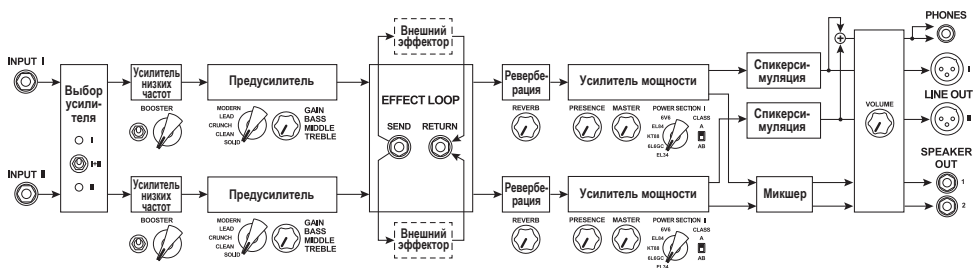 INPUT I
INPUT II
Выбор
усили-
теля
I
I+II
II
Усилитель
низких
частот
BOOSTER
Предусилитель
MODERN
LEAD
CRUNCH
CLEAN
SOLID
GAIN
BASS
MIDDLE
TREBLE
Усилитель
низких
частот
BOOSTER
Предусилитель
MODERN
LEAD
CRUNCH
CLEAN
SOLID
GAIN
BASS
MIDDLE
TREBLE
Внешний
эффектор
EFFECT LOOP
SEND
RETURN
Внешний
эффектор
Ревербе-
рация
REVERB
Усилитель мощности
PRESENCE
MASTER
POWER SECTION I
6V6
EL84
KT88
6L6GC
EL34
CLASS
A
AB
Ревербе-
рация
REVERB
Усилитель мощности
PRESENCE
MASTER
POWER SECTION I
6V6
EL84
KT88
6L6GC
EL34
CLASS
A
AB
Спикерси-
муляция
Спикерси-
муляция
Микшер
VOLUME
PHONES
I
LINE OUT
II
SPEAKER
OUT
1
2